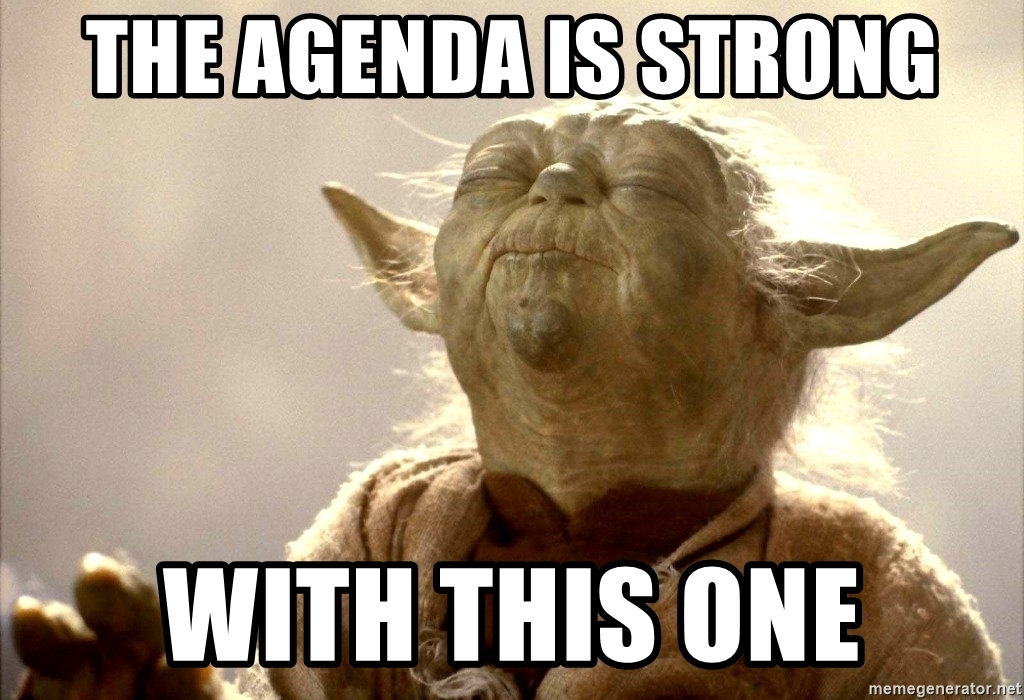 THE AGENDA IS STRONG
WITH THIS ONE
memegenerator.net